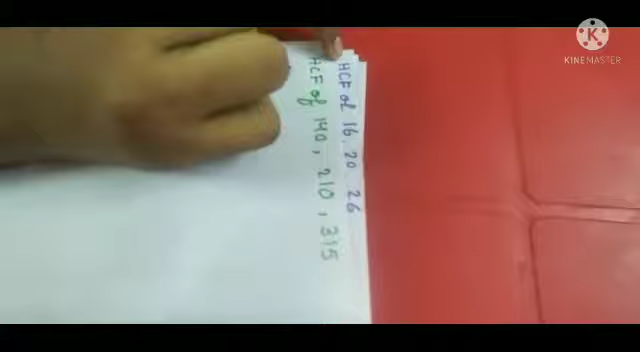 HCF of 16, 20 26
HCF of 140, 210, 315
K
KINEMASTER